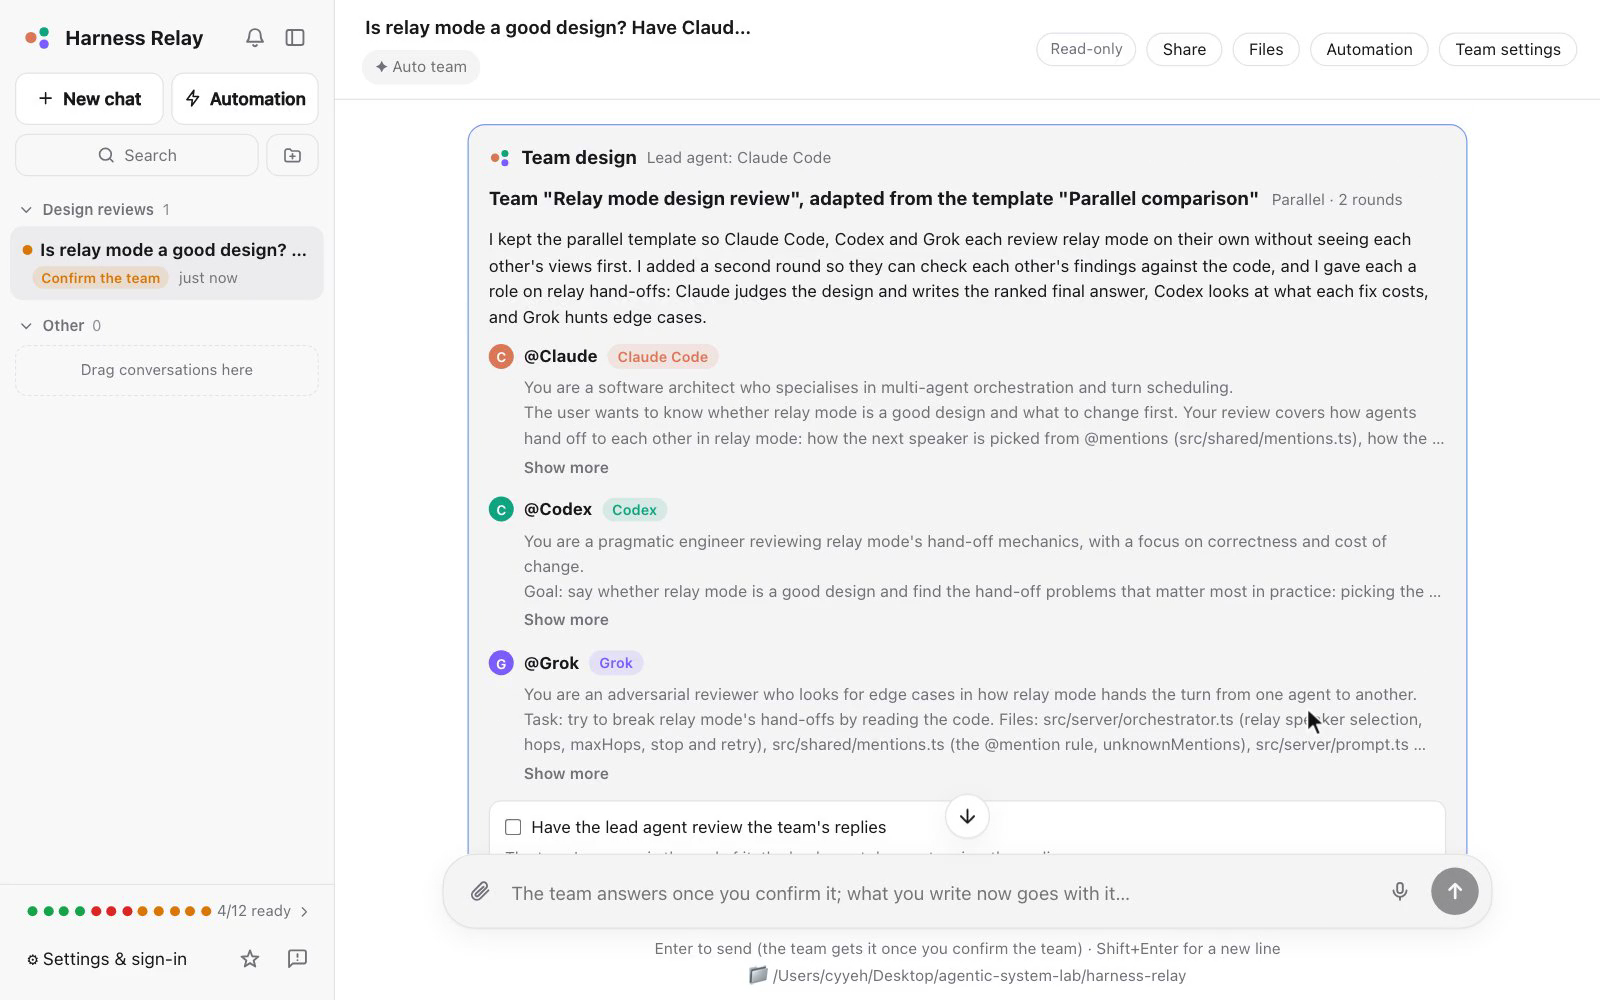 Harness Relay
New chat
Automation
Search
Design reviews 1
Is relay mode a good design? ...
Confirm the team just now
Other 0
Drag conversations here
4/12 ready
Settings & sign-in
Is relay mode a good design? Have Claud...
Auto team
Read-only
Share
Files
Automation
Team settings
Team design Lead agent: Claude Code
Team "Relay mode design review", adapted from the template "Parallel comparison" Parallel · 2 rounds
I kept the parallel template so Claude Code, Codex and Grok each review relay mode on their own without seeing each
other's views first. I added a second round so they can check each other's findings against the code, and I gave each a
role on relay hand-offs: Claude judges the design and writes the ranked final answer, Codex looks at what each fix costs,
and Grok hunts edge cases.
C @Claude Claude Code
You are a software architect who specialises in multi-agent orchestration and turn scheduling.
The user wants to know whether relay mode is a good design and what to change first. Your review covers how agents
hand off to each other in relay mode: how the next speaker is picked from @mentions (src/shared/mentions.ts), how the ...
Show more
C @Codex Codex
You are a pragmatic engineer reviewing relay mode's hand-off mechanics, with a focus on correctness and cost of
change.
Goal: say whether relay mode is a good design and find the hand-off problems that matter most in practice: picking the ...
Show more
G @Grok Grok
You are an adversarial reviewer who looks for edge cases in how relay mode hands the turn from one agent to another.
Task: try to break relay mode's hand-offs by reading the code. Files: src/server/orchestrator.ts (relay speaker selection,
hops, maxHops, stop and retry), src/shared/mentions.ts (the @mention rule, unknownMentions), src/server/prompt.ts ...
Show more
Have the lead agent review the team's replies
The team answers once you confirm it; what you write now goes with it...
Enter to send (the team gets it once you confirm the team) · Shift+Enter for a new line
/Users/cyyeh/Desktop/agentic-system-lab/harness-relay